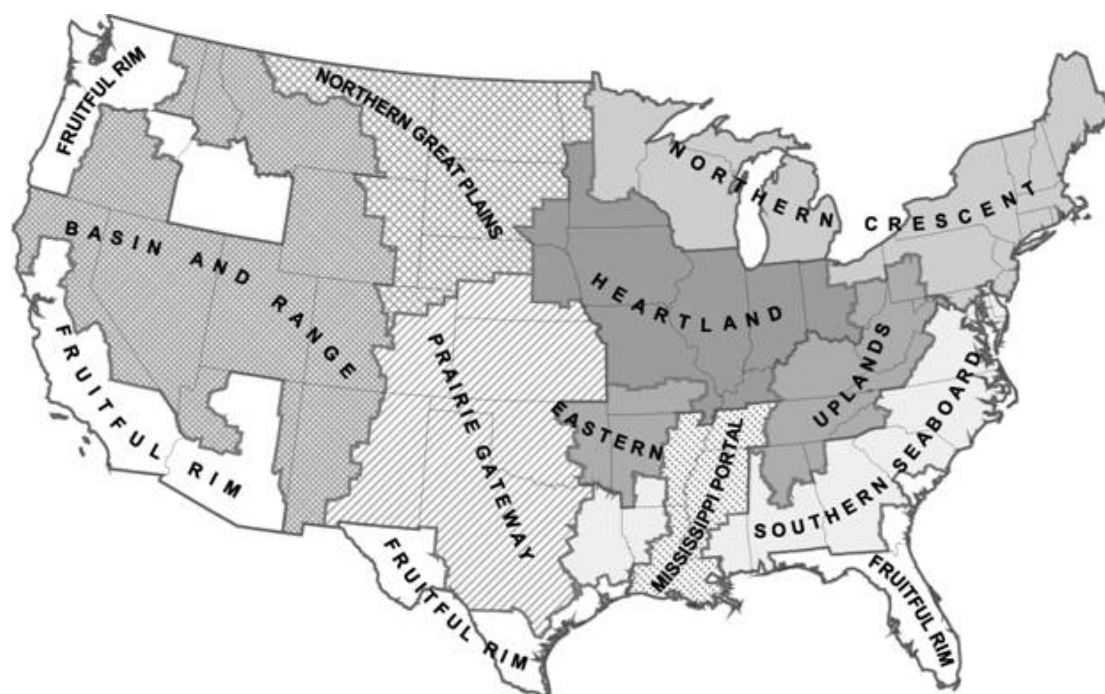 FRUITFUL RIM
NORTHERN GREAT PLAINS
NORTHERN CRESCENT
BASIN AND RANGE
HEARTLAND
FRUITFUL RIM
PRAIRIE GATEWAY
EASTERN UPLANDS
MISSISSIPPI PORTAL
SOUTHERN SEABOARD
FRUITFUL RIM
FRUITFUL RIM